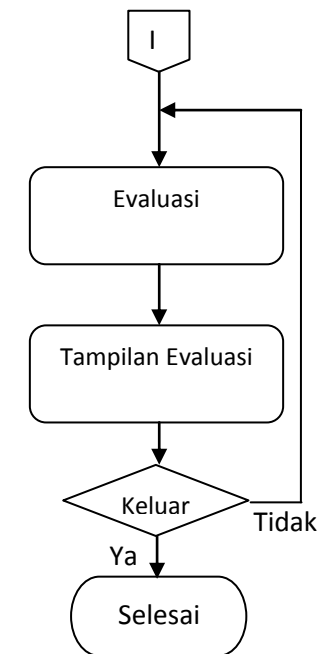 I
Evaluasi
Tampilan Evaluasi
Keluar
Tidak
Ya
Selesai